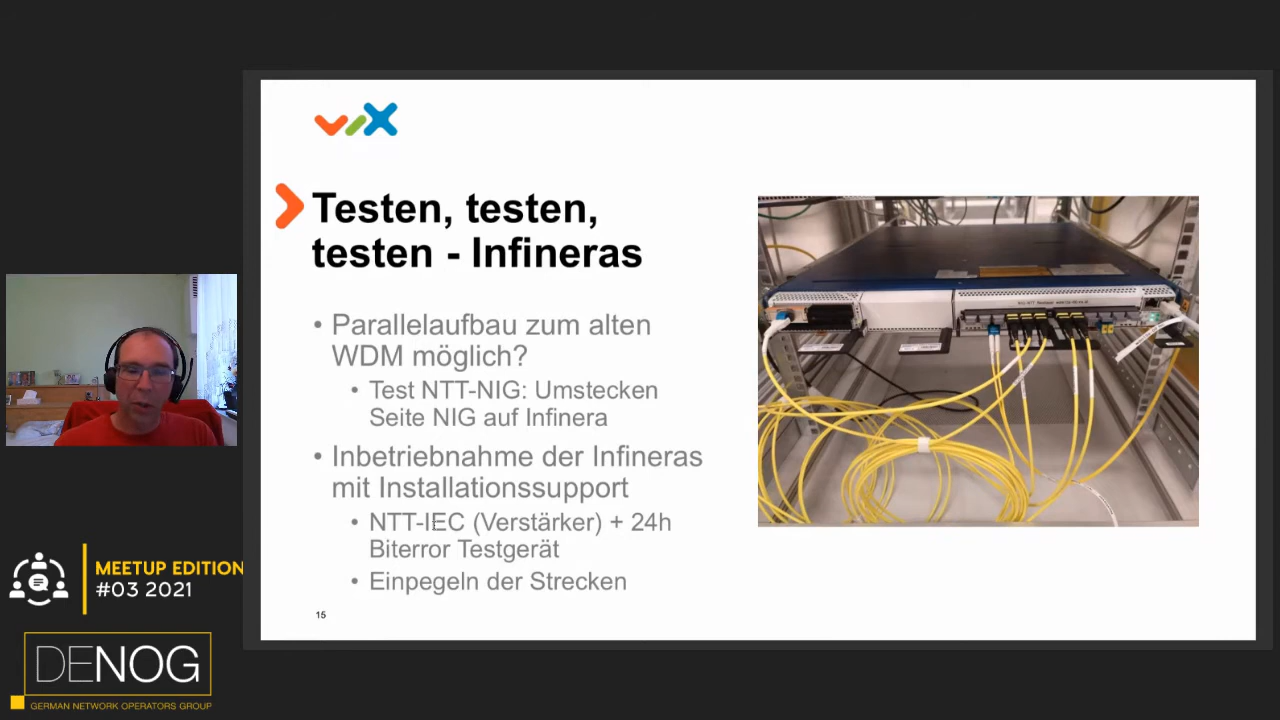 vix
Testen, testen,
testen - Infineras
• Parallelaufbau zum alten
WDM möglich?
• Test NTT-NIG: Umstecken
Seite NIG auf Infinera
• Inbetriebnahme der Infineras
mit Installationssupport
• NTT-IEC (Verstärker) + 24h
Biterror Testgerät
• Einpegeln der Strecken
15
MEETUP EDITION
#03 2021
DENOG
GERMAN NETWORK OPERATORS GROUP